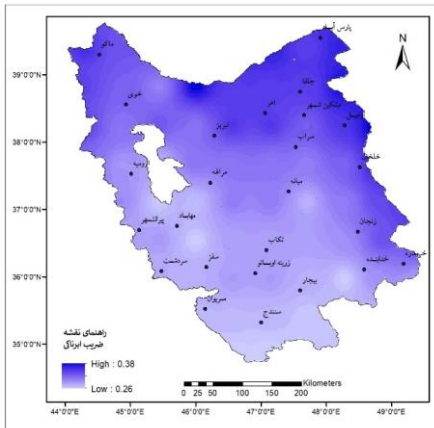 پارس آباد
N
39°0'0"N
38°0'0"N
37°0'0"N
36°0'0"N
35°0'0"N
ماکو
جلفا
خوی
اهر
مشکین شهر
اردبیل
تبریز
سراب
خلخال
ارومیه
مراغه
میانه
پیرانشهر
مهاباد
زنجان
تکاب
سردشت
سقز
زرینه اوباتو
خدابنده
خرمدره
بیجار
مریوان
سنندج
راهنمای نقشه
ضریب ابرناکی
High : 0.38
Low : 0.26
Kilometers
0 25 50 100 150 200
44°0'0"E 45°0'0"E 46°0'0"E 47°0'0"E 48°0'0"E 49°0'0"E